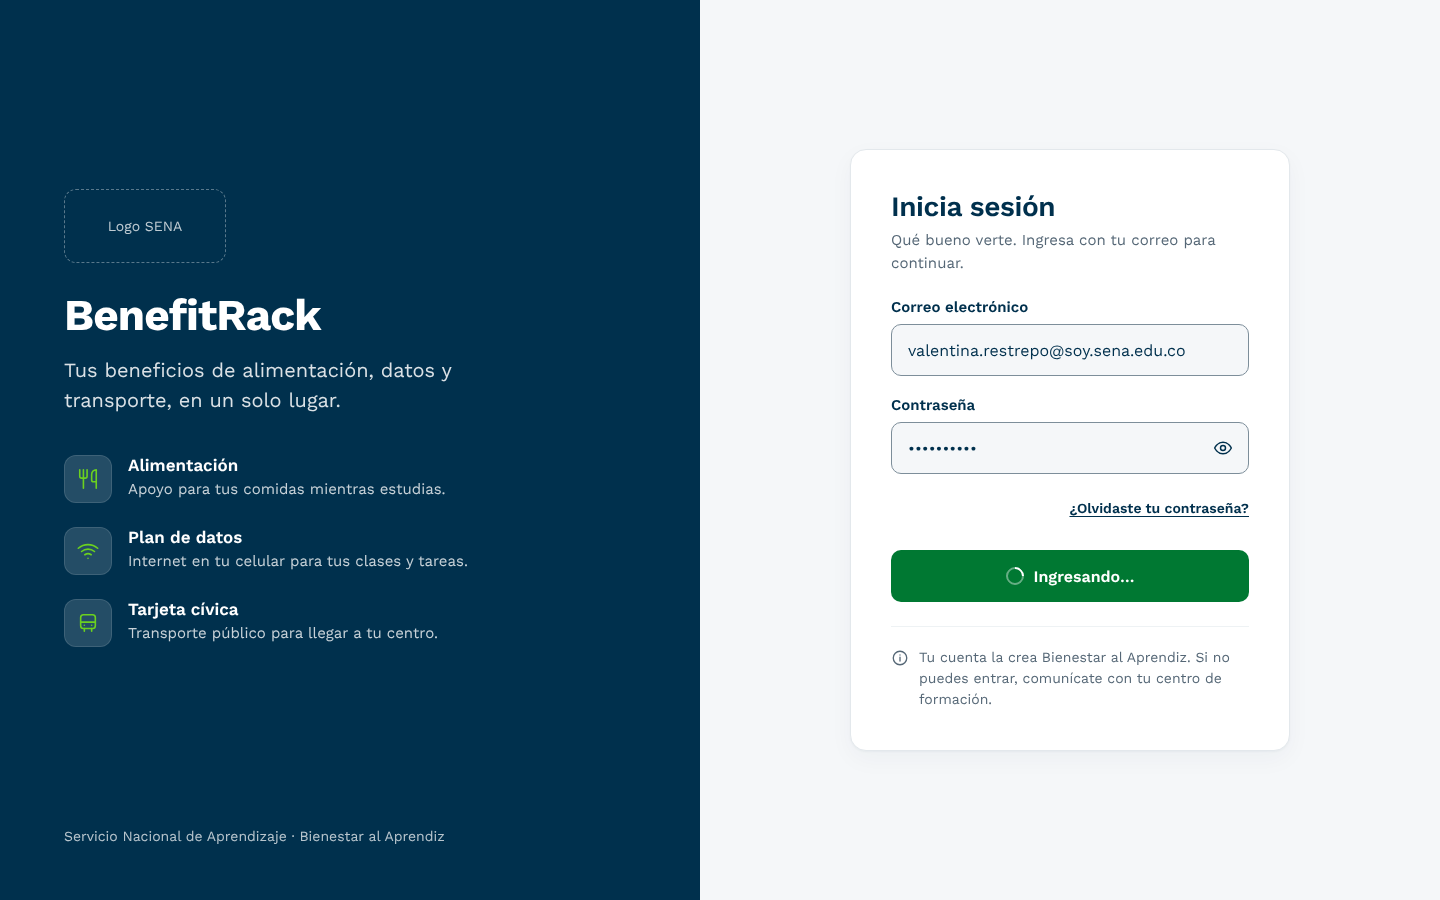 Logo SENA
BenefitRack
Tus beneficios de alimentación, datos y
transporte, en un solo lugar.
Alimentación
Apoyo para tus comidas mientras estudias.
Plan de datos
Internet en tu celular para tus clases y tareas.
Tarjeta cívica
Transporte público para llegar a tu centro.
Servicio Nacional de Aprendizaje · Bienestar al Aprendiz
Inicia sesión
Qué bueno verte. Ingresa con tu correo para
continuar.
Correo electrónico
valentina.restrepo@soy.sena.edu.co
Contraseña
••••••••••
¿Olvidaste tu contraseña?
Ingresando...
Tu cuenta la crea Bienestar al Aprendiz. Si no
puedes entrar, comunícate con tu centro de
formación.